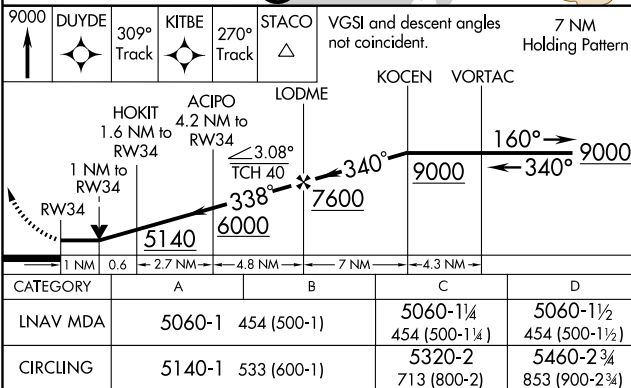 9000 DUYDE 309° Track KITBE 270° Track STACO
VGSI and descent angles not coincident.
7 NM Holding Pattern
KOCEN VORTAC
LODME
ACIPO
4.2 NM to
RW34
HOKIT
1.6 NM to
RW34
1 NM to
RW34
RW34
3.08°
TCH 40
160°
340°
9000
9000
340°
7600
338°
6000
5140
1 NM 0.6 2.7 NM 4.8 NM 7 NM 4.3 NM
CATEGORY A B C D
LNAV MDA 5060-1 454 (500-1) 5060-1¼ 454 (500-1¼) 5060-1½ 454 (500-1½)
CIRCLING 5140-1 533 (600-1) 5320-2 713 (800-2) 5460-2¾ 853 (900-2¾)